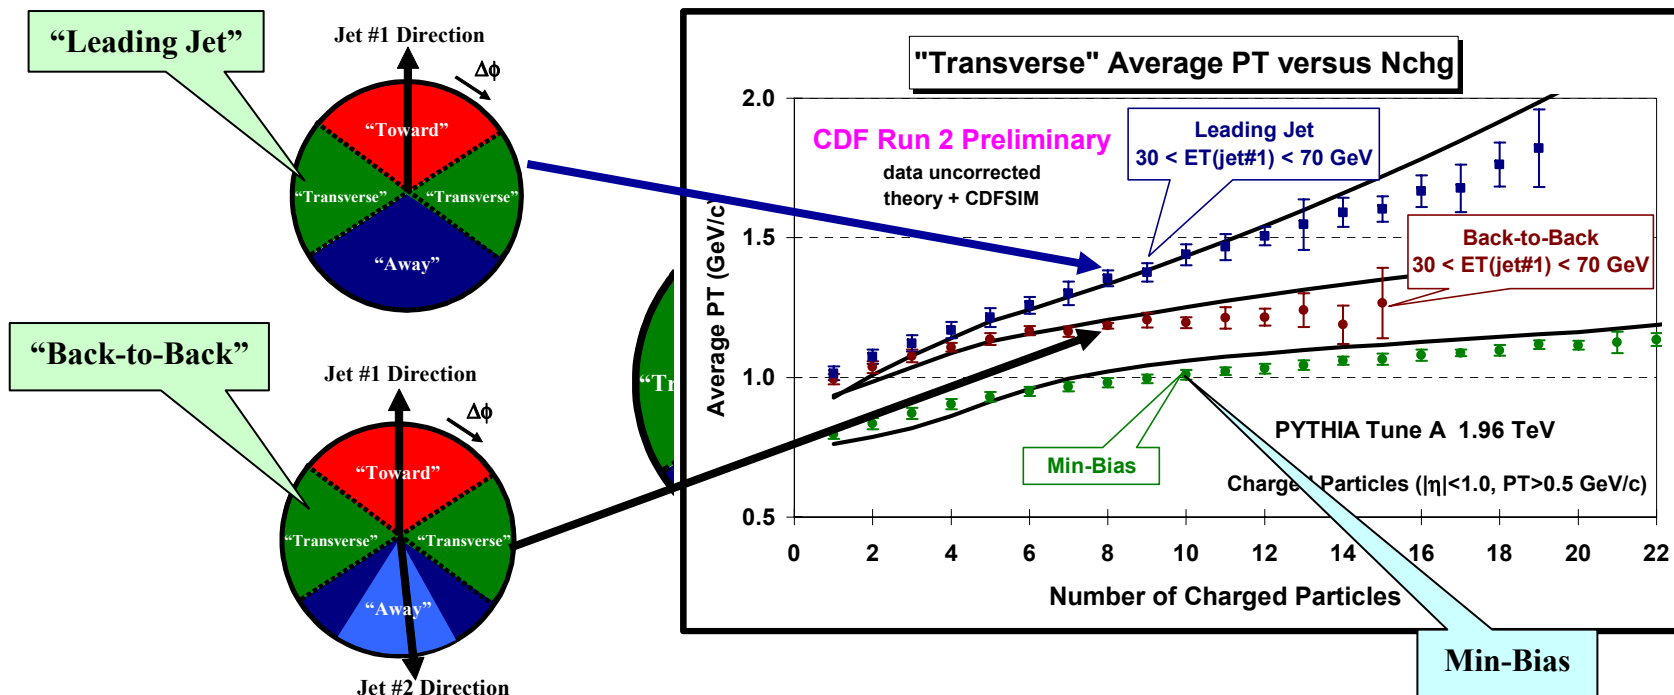 “Leading Jet”
Jet #1 Direction
Δϕ
“Toward”
“Transverse”
“Transverse”
“Away”
“Back-to-Back”
Jet #1 Direction
Δϕ
“Toward”
“Transverse”
“Transverse”
“Away”
Jet #2 Direction
“Tr
"Transverse" Average PT versus Nchg
CDF Run 2 Preliminary
data uncorrected
theory + CDFSIM
Leading Jet
30 < ET(jet#1) < 70 GeV
Back-to-Back
30 < ET(jet#1) < 70 GeV
Min-Bias
PYTHIA Tune A 1.96 TeV
Charged Particles (|η|<1.0, PT>0.5 GeV/c)
Average PT (GeV/c)
2.0
1.5
1.0
0.5
0 2 4 6 8 10 12 14 16 18 20 22
Number of Charged Particles
Min-Bias